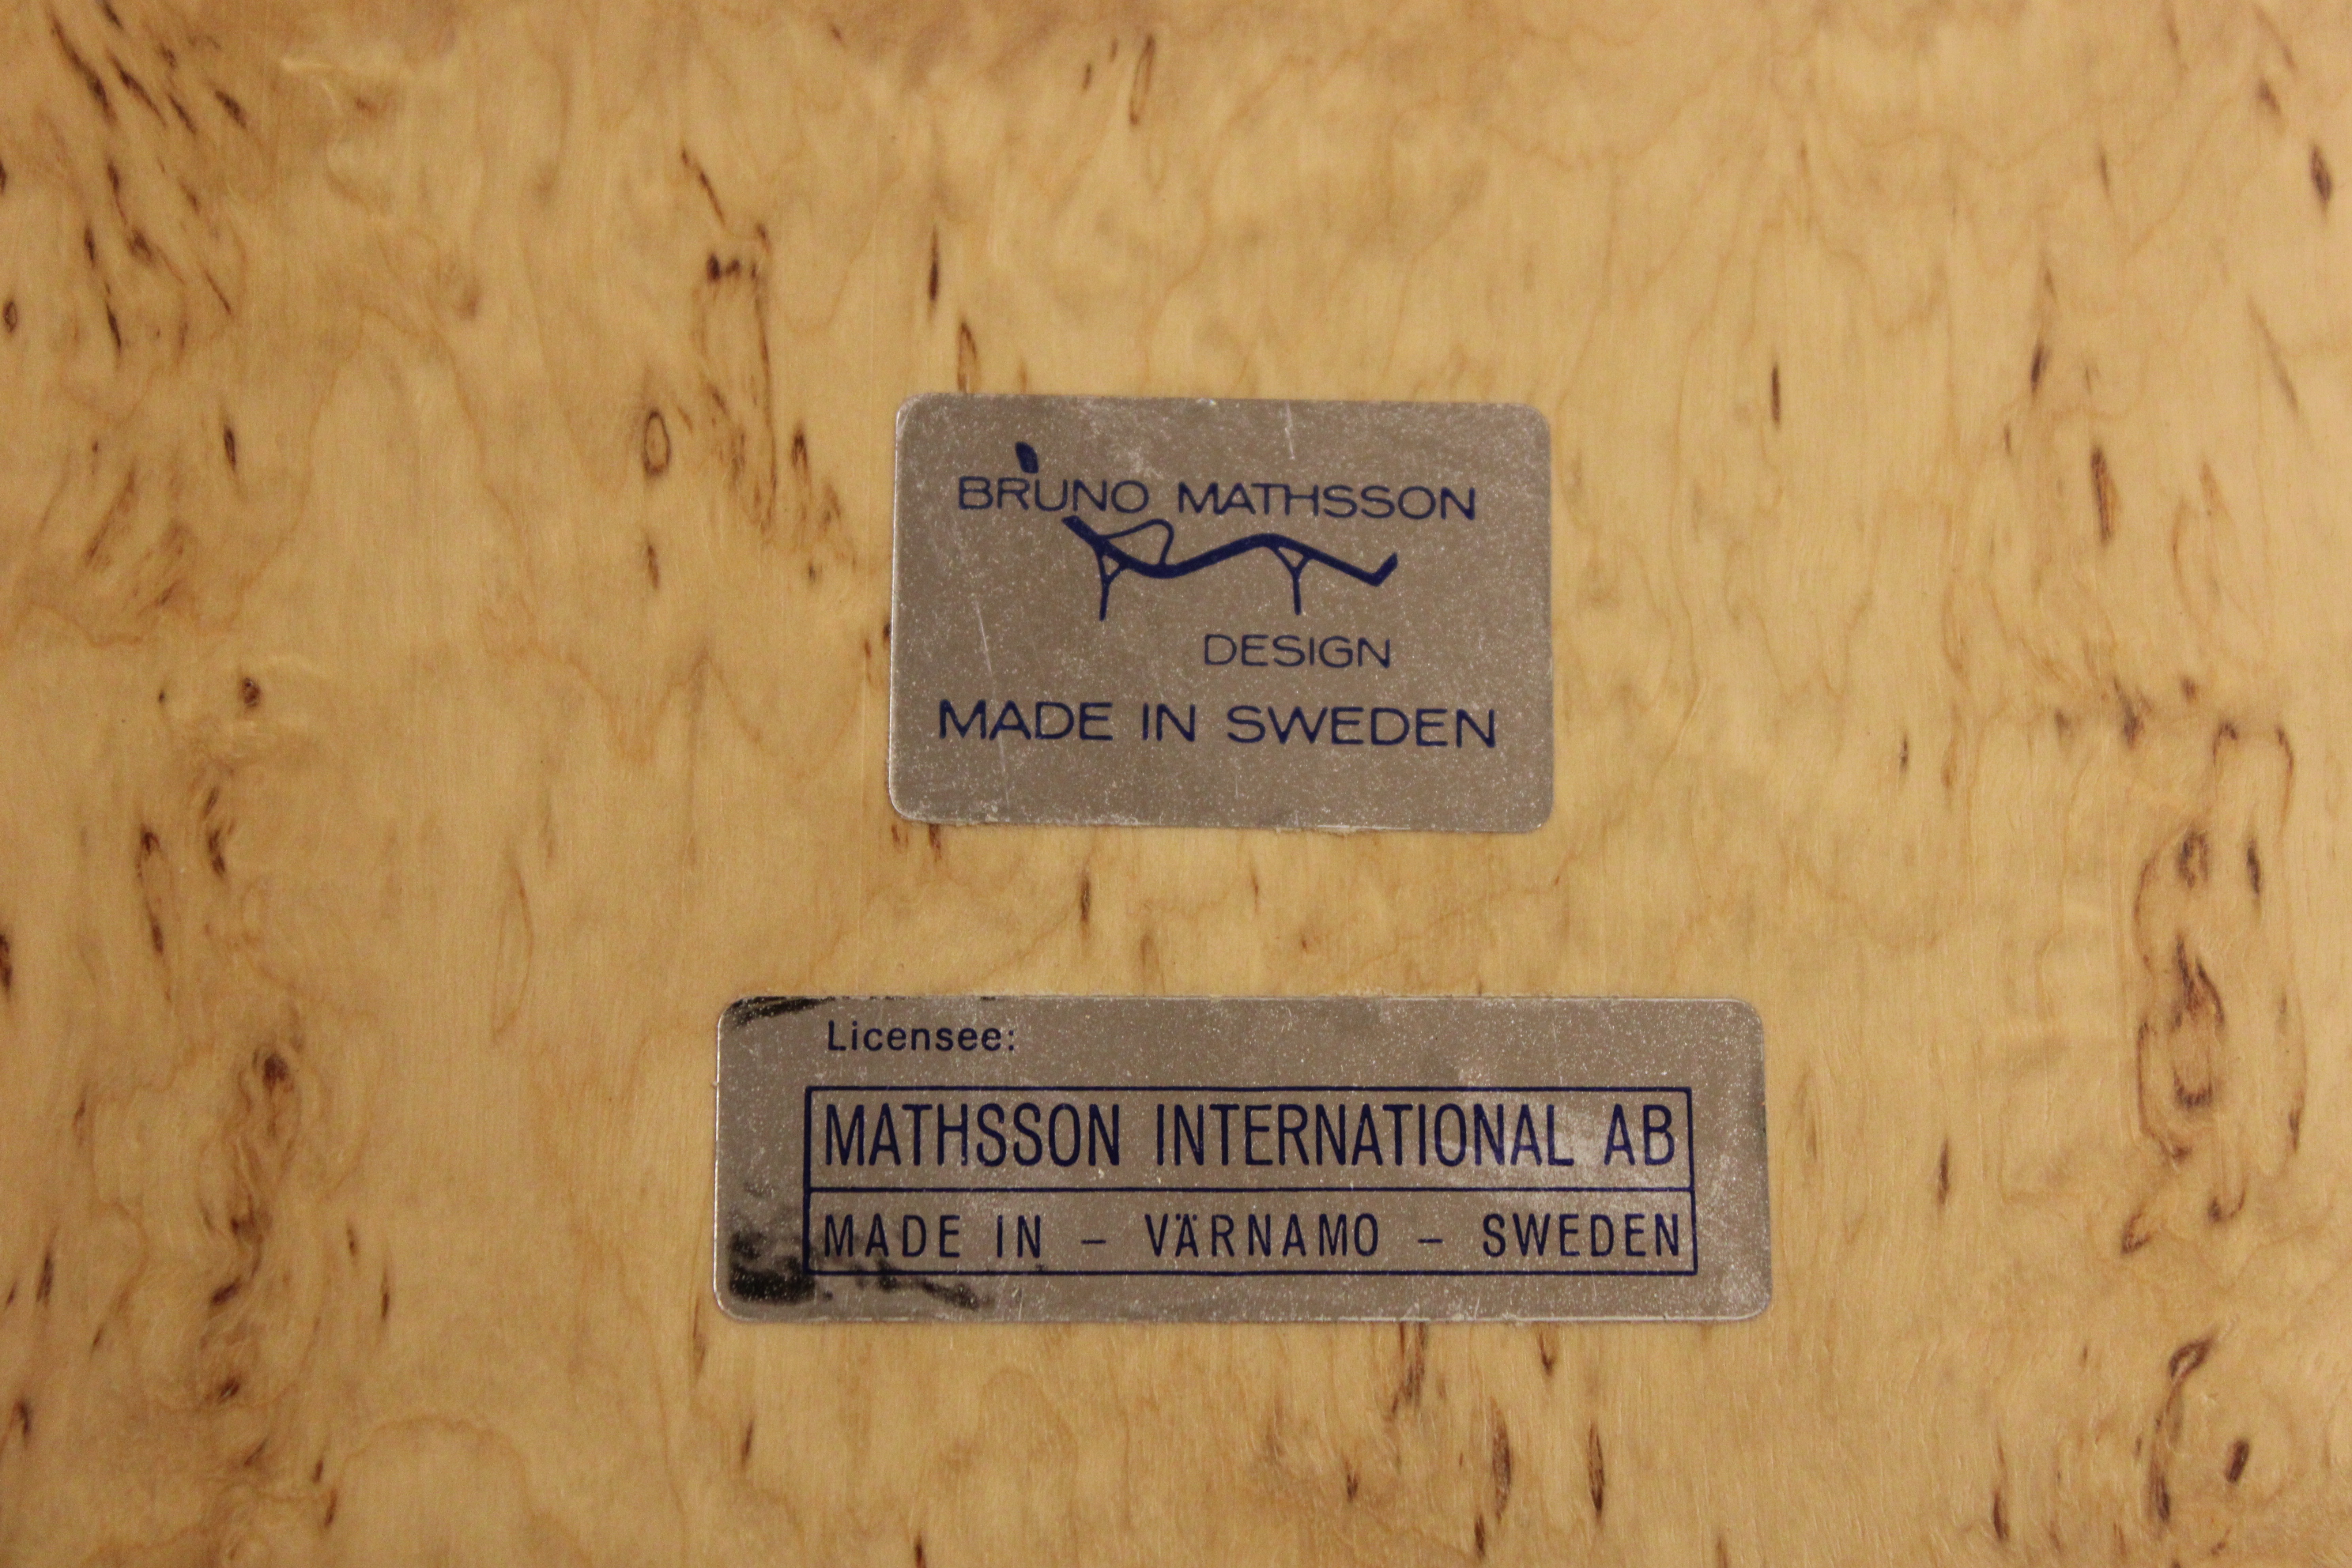 BRUNO MATHSSON
DESIGN
MADE IN SWEDEN
Licensee:
MATHSSON INTERNATIONAL AB
MADE IN – VÄRNAMO – SWEDEN